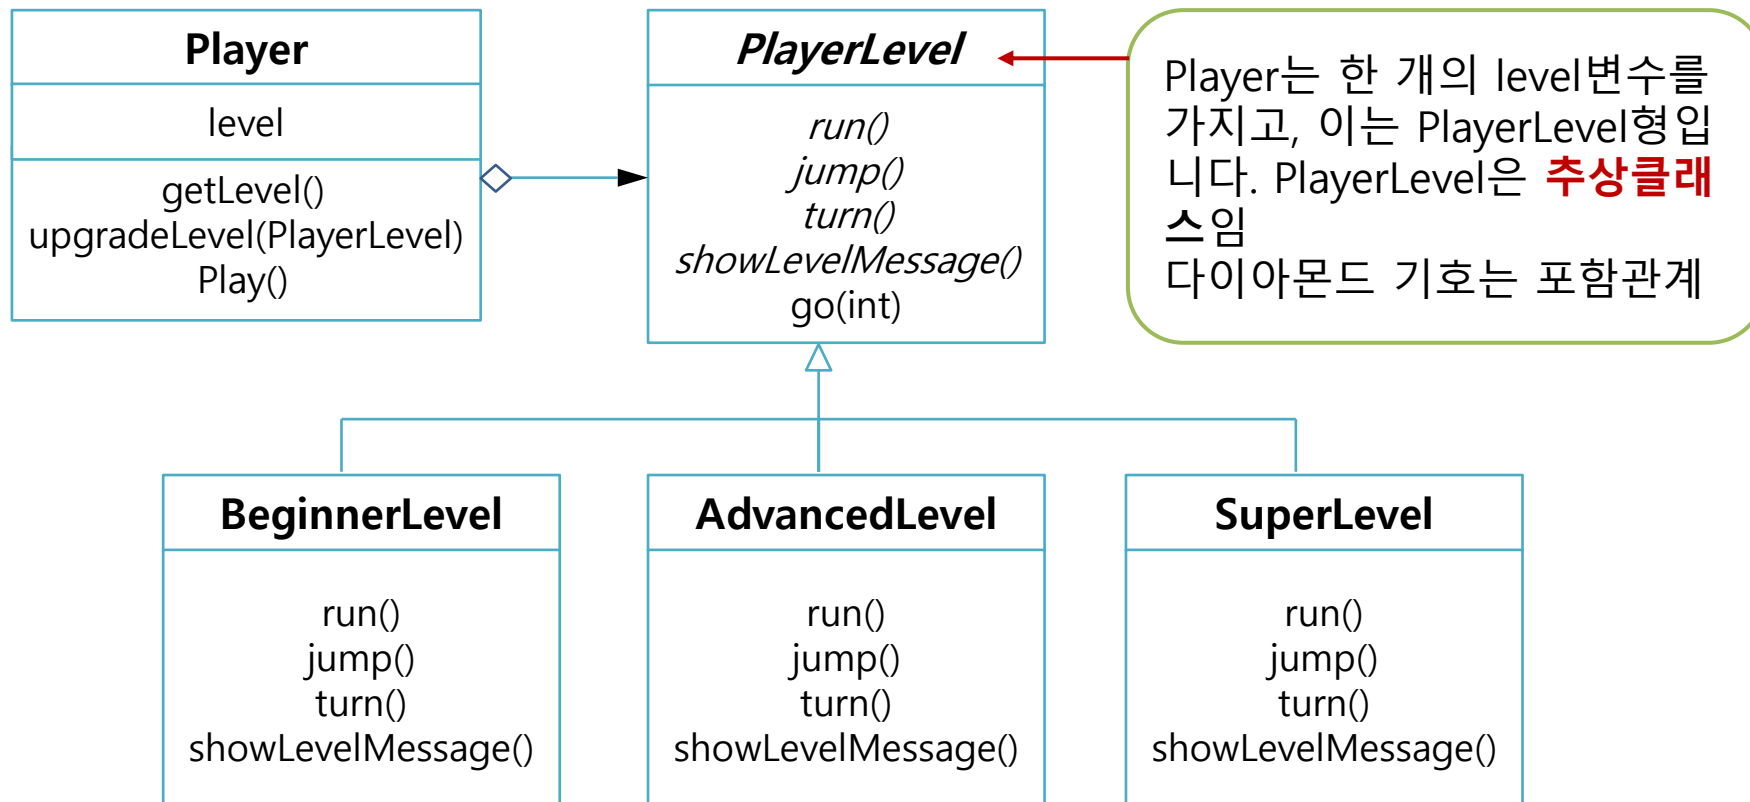 Player
level
getLevel()
upgradeLevel(PlayerLevel)
Play()
PlayerLevel
run()
jump()
turn()
showLevelMessage()
go(int)
Player는 한 개의 level변수를
가지고, 이는 PlayerLevel형입
니다. PlayerLevel은 추상클래
스임
다이아몬드 기호는 포함관계
BeginnerLevel
run()
jump()
turn()
showLevelMessage()
AdvancedLevel
run()
jump()
turn()
showLevelMessage()
SuperLevel
run()
jump()
turn()
showLevelMessage()